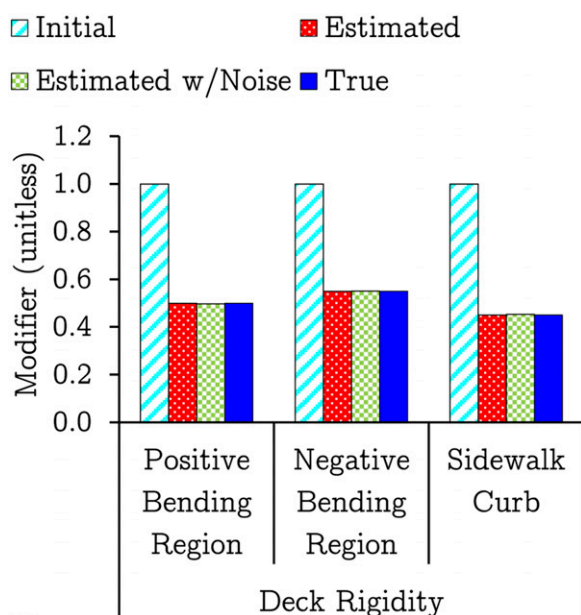 Initial
Estimated
Estimated w/Noise
True
Modifier (unitless)
1.2
1.0
0.8
0.6
0.4
0.2
0.0
Positive
Bending
Region
Negative
Bending
Region
Sidewalk
Curb
Deck Rigidity